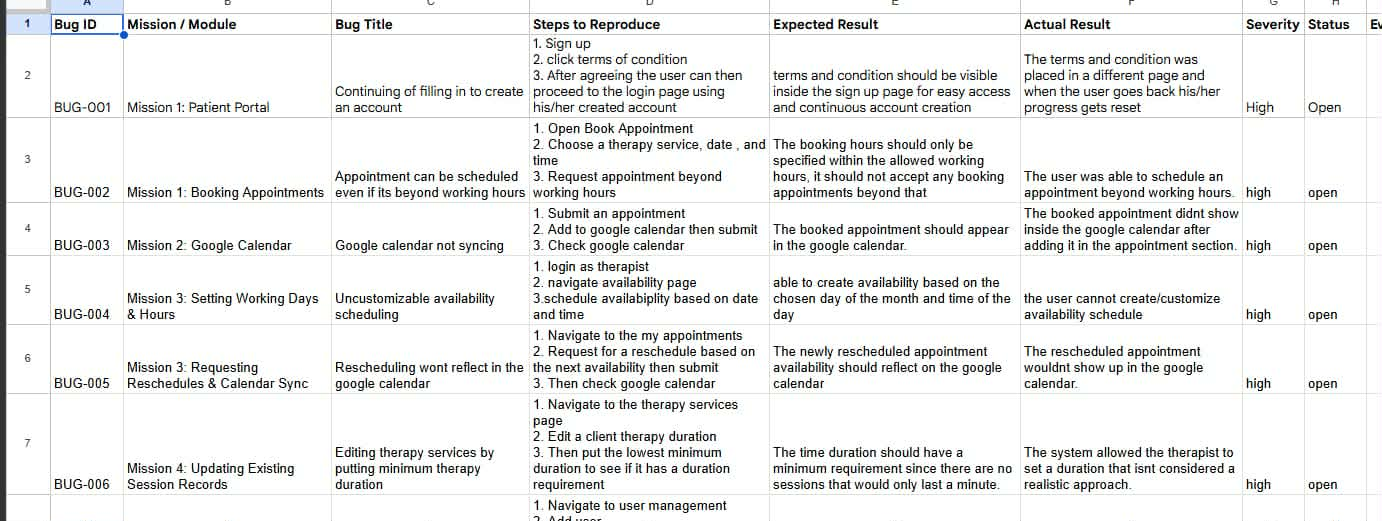 A B C D E F G H
1 Bug ID Mission / Module Bug Title Steps to Reproduce Expected Result Actual Result Severity Status
2
BUG-001
Mission 1: Patient Portal
Continuing of filling in to create
an account
1. Sign up
2. click terms of condition
3. After agreeing the user can then
proceed to the login page using
his/her created account
terms and condition should be visible
inside the sign up page for easy access
and continuous account creation
The terms and condition was
placed in a different page and
when the user goes back his/her
progress gets reset
High
Open
3
BUG-002
Mission 1: Booking Appointments
Appointment can be scheduled
even if its beyond working hours
1. Open Book Appointment
2. Choose a therapy service, date , and
time
3. Request appointment beyond
working hours
The booking hours should only be
specified within the allowed working
hours, it should not accept any booking
appointments beyond that
The user was able to schedule an
appointment beyond working hours.
high
open
4
BUG-003
Mission 2: Google Calendar
Google calendar not syncing
1. Submit an appointment
2. Add to google calendar then submit
3. Check google calendar
The booked appointment should appear
in the google calendar.
The booked appointment didnt show
inside the google calendar after
adding it in the appointment section.
high
open
5
BUG-004
Mission 3: Setting Working Days
& Hours
Uncustomizable availability
scheduling
1. login as therapist
2. navigate availability page
3.schedule availabiplity based on date
and time
able to create availability based on the
chosen day of the month and time of the
day
the user cannot create/customize
availability schedule
high
open
6
BUG-005
Mission 3: Requesting
Reschedules & Calendar Sync
Rescheduling wont reflect in the
google calendar
1. Navigate to the my appointments
2. Request for a reschedule based on
the next availability then submit
3. Then check google calendar
The newly rescheduled appointment
availability should reflect on the google
calendar
The rescheduled appointment
wouldnt show up in the google
calendar.
high
open
7
BUG-006
Mission 4: Updating Existing
Session Records
Editing therapy services by
putting minimum therapy
duration
1. Navigate to the therapy services
page
2. Edit a client therapy duration
3. Then put the lowest minimum
duration to see if it has a duration
requirement
The time duration should have a
minimum requirement since there are no
sessions that would only last a minute.
The system allowed the therapist to
set a duration that isnt considered a
realistic approach.
high
open
1. Navigate to user management
2. Add user